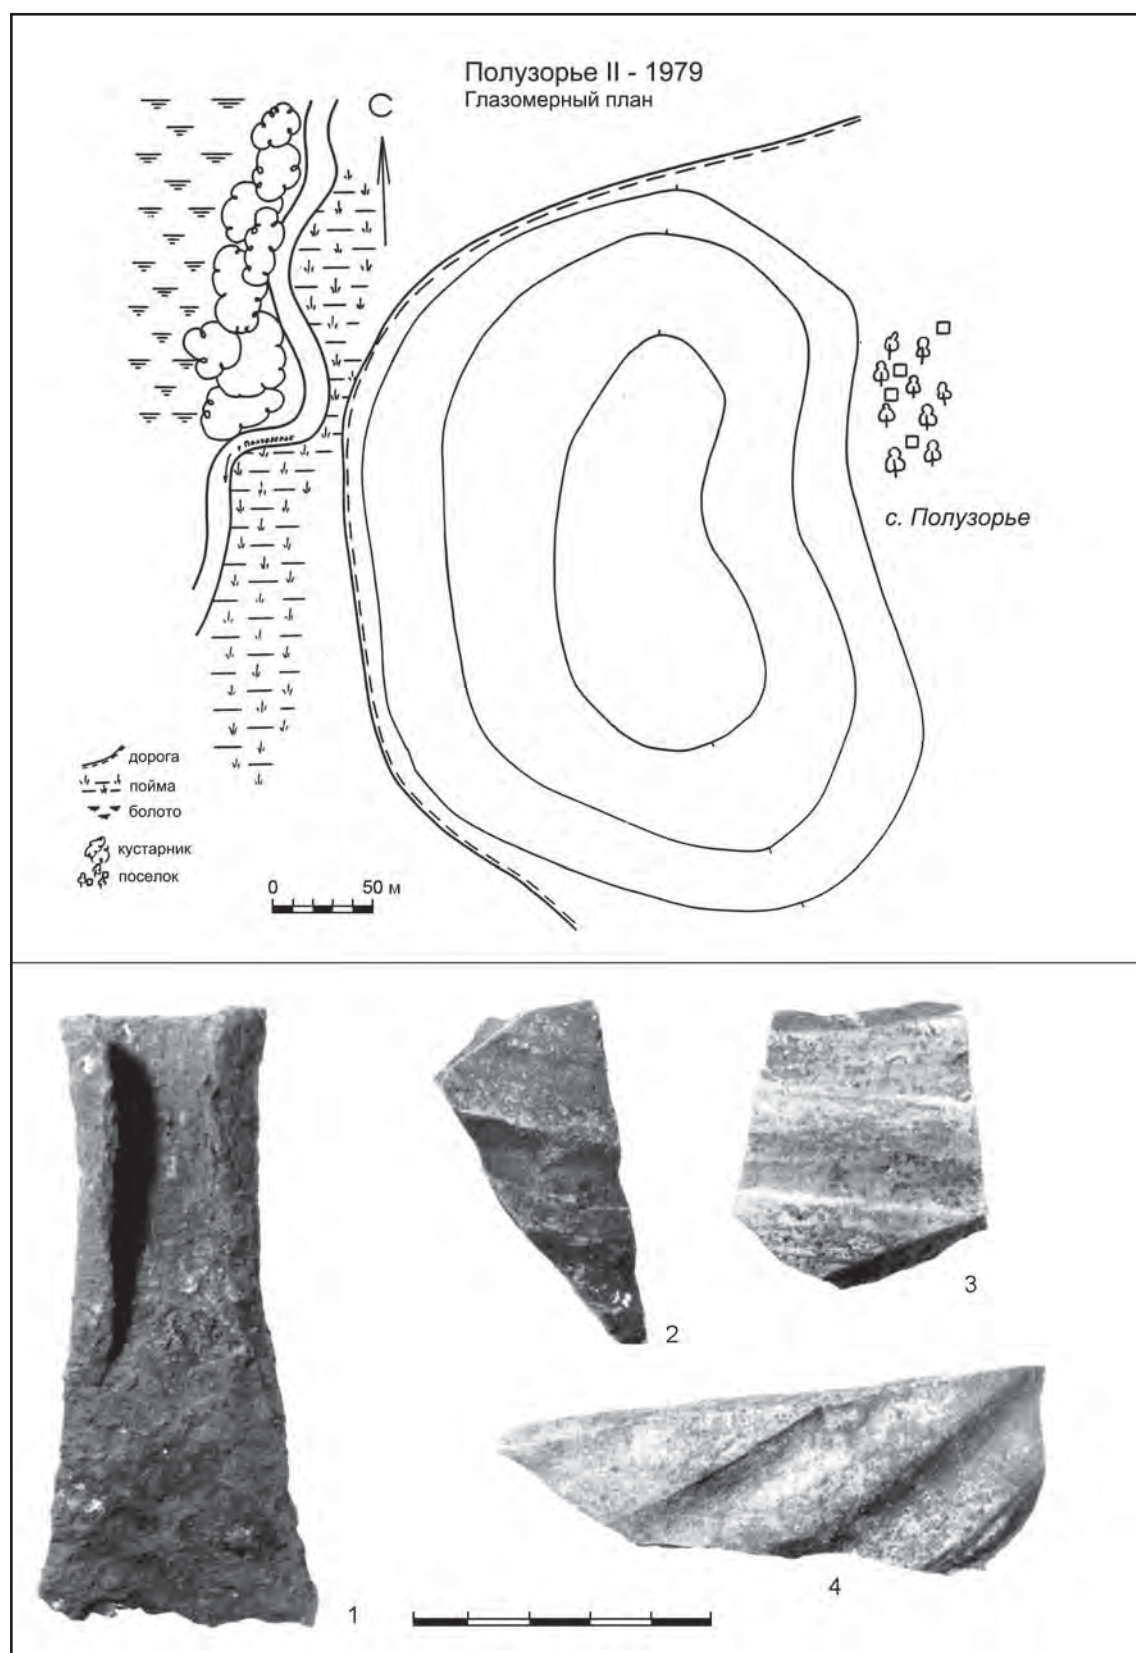 Полузорье II - 1979
Глазомерный план
С
с. Полузорье
дорога
пойма
болото
кустарник
поселок
0 50 м
1
2
3
4